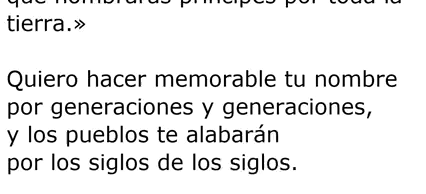 que nombrarás príncipes por toda la
tierra.»
Quiero hacer memorable tu nombre
por generaciones y generaciones,
y los pueblos te alabarán
por los siglos de los siglos.